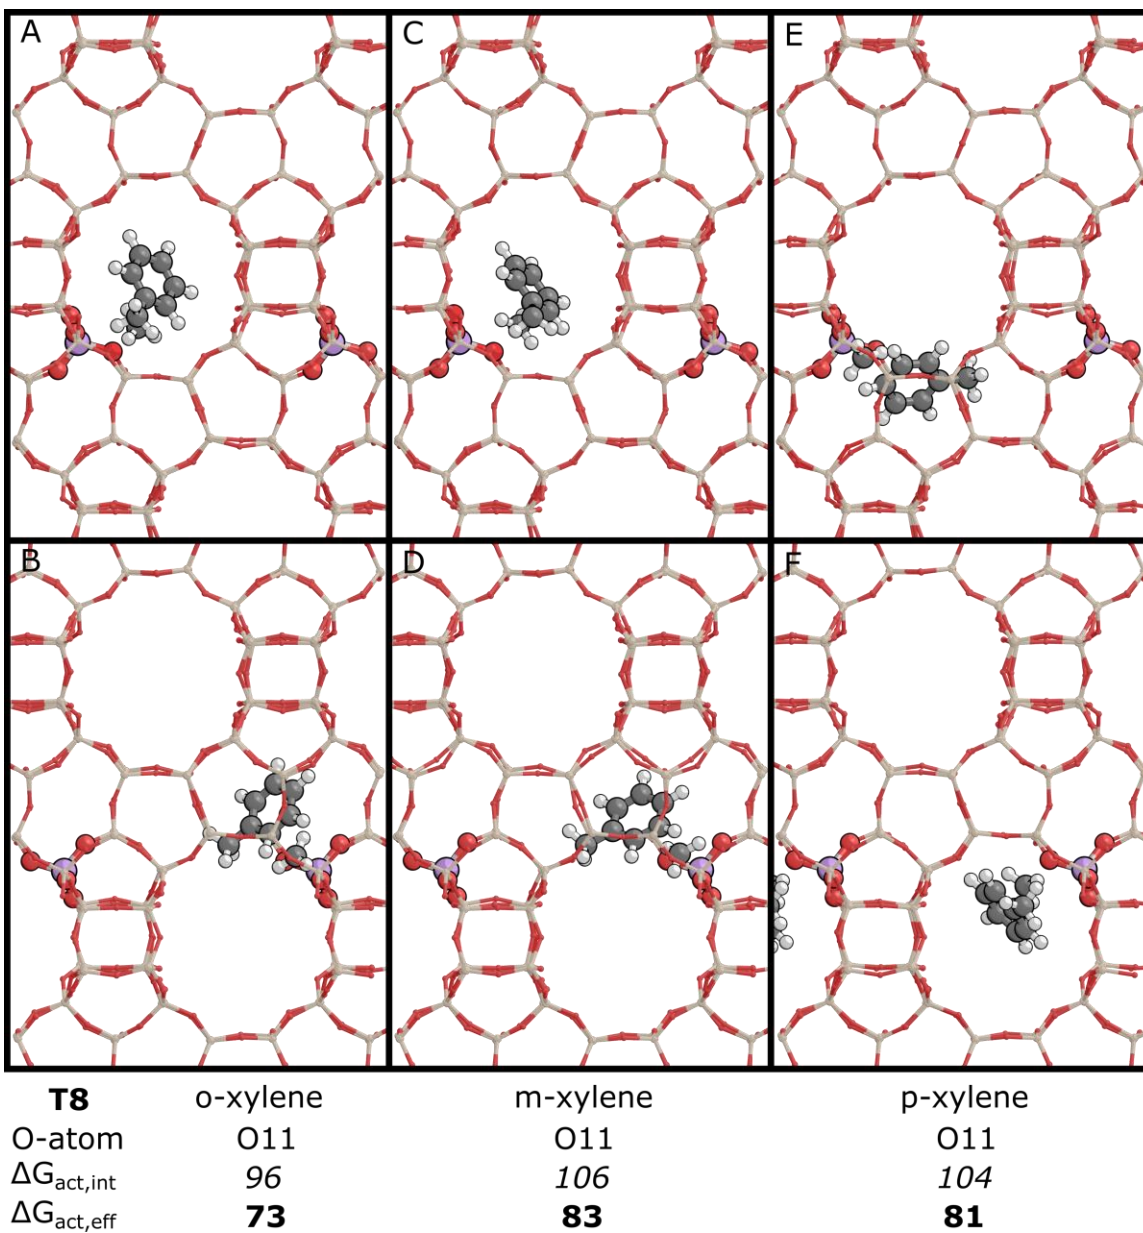 A C E
B D F
T8 o-xylene m-xylene p-xylene
O-atom O11 O11 O11
ΔGact,int 96 106 104
ΔGact,eff 73 83 81